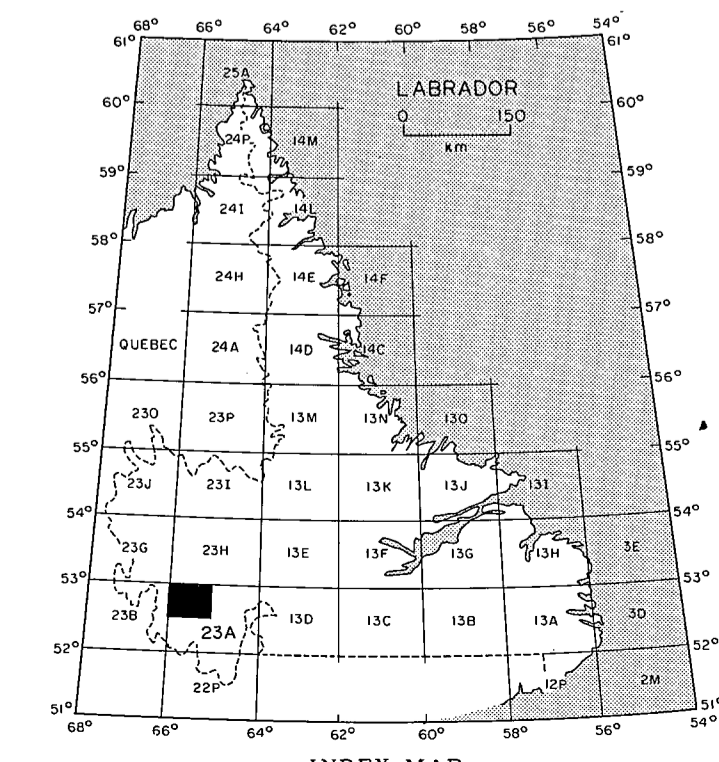 68° 66° 64° 62° 60° 58° 56° 54°
61° 61°
25A
LABRADOR
60° 0 150 60°
km
24P 14M
59° 59°
24I 14L
58° 58°
24H 14E 14F
57° 57°
QUEBEC 24A 14D 14C
56° 56°
23O 23P 13M 13N 13O
55° 55°
23J 23I 13L 13K 13J 13I
54° 54°
23G 23H 13E 13F 13G 13H 3E
53° 53°
23B 23A 13D 13C 13B 13A 3D
52° 52°
22P 12P 2M
51° 51°
68° 66° 64° 62° 60° 58° 56° 54°
INDEX MAP